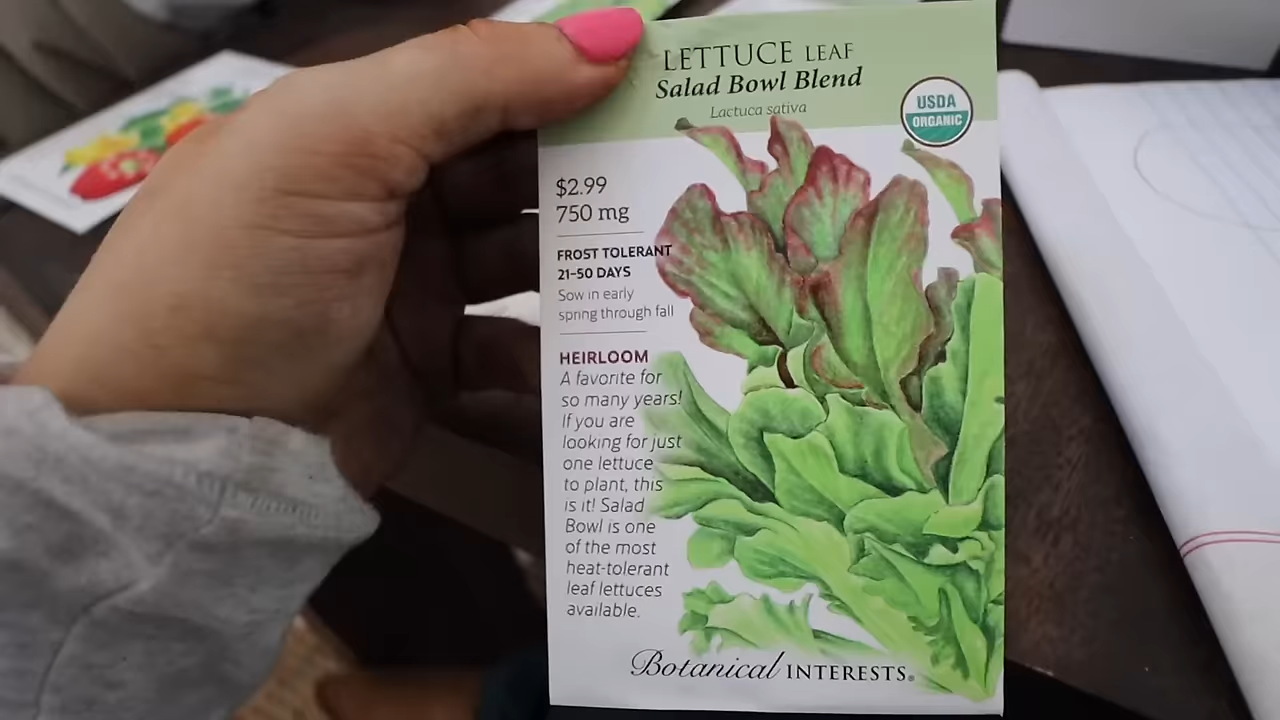 LETTUCE LEAF
Salad Bowl Blend
Lactuca sativa
USDA
ORGANIC
$2.99
750 mg
FROST TOLERANT
21-50 DAYS
Sow in early
spring through fall
HEIRLOOM
A favorite for
so many years!
If you are
looking for just
one lettuce
to plant, this
is it! Salad
Bowl is one
of the most
heat-tolerant
leaf lettuces
available.
Botanical INTERESTS®